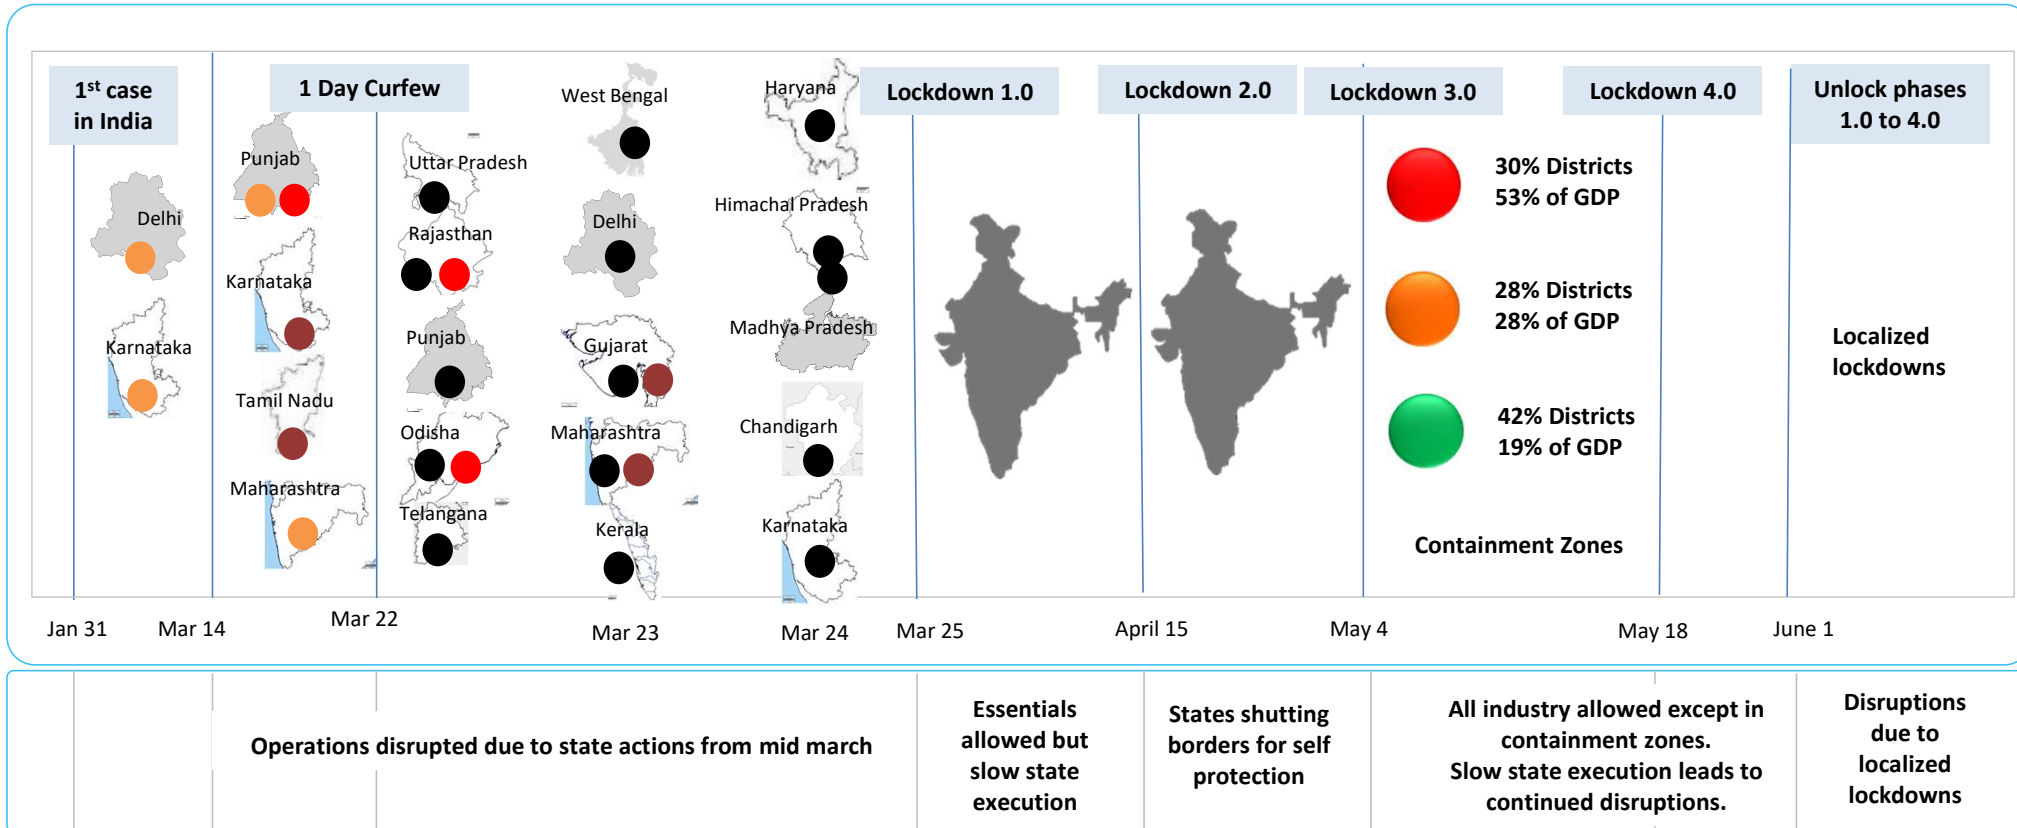 1st case
in India
1 Day Curfew
Lockdown 1.0
Lockdown 2.0
Lockdown 3.0
Lockdown 4.0
Unlock phases
1.0 to 4.0
Delhi
Karnataka
Punjab
Karnataka
Tamil Nadu
Maharashtra
Uttar Pradesh
Rajasthan
Punjab
Odisha
Telangana
West Bengal
Delhi
Gujarat
Maharashtra
Kerala
Haryana
Himachal Pradesh
Madhya Pradesh
Chandigarh
Karnataka
30% Districts
53% of GDP
28% Districts
28% of GDP
42% Districts
19% of GDP
Containment Zones
Localized
lockdowns
Jan 31
Mar 14
Mar 22
Mar 23
Mar 24
Mar 25
April 15
May 4
May 18
June 1
Operations disrupted due to state actions from mid march
Essentials
allowed but
slow state
execution
States shutting
borders for self
protection
All industry allowed except in
containment zones.
Slow state execution leads to
continued disruptions.
Disruptions
due to
localized
lockdowns